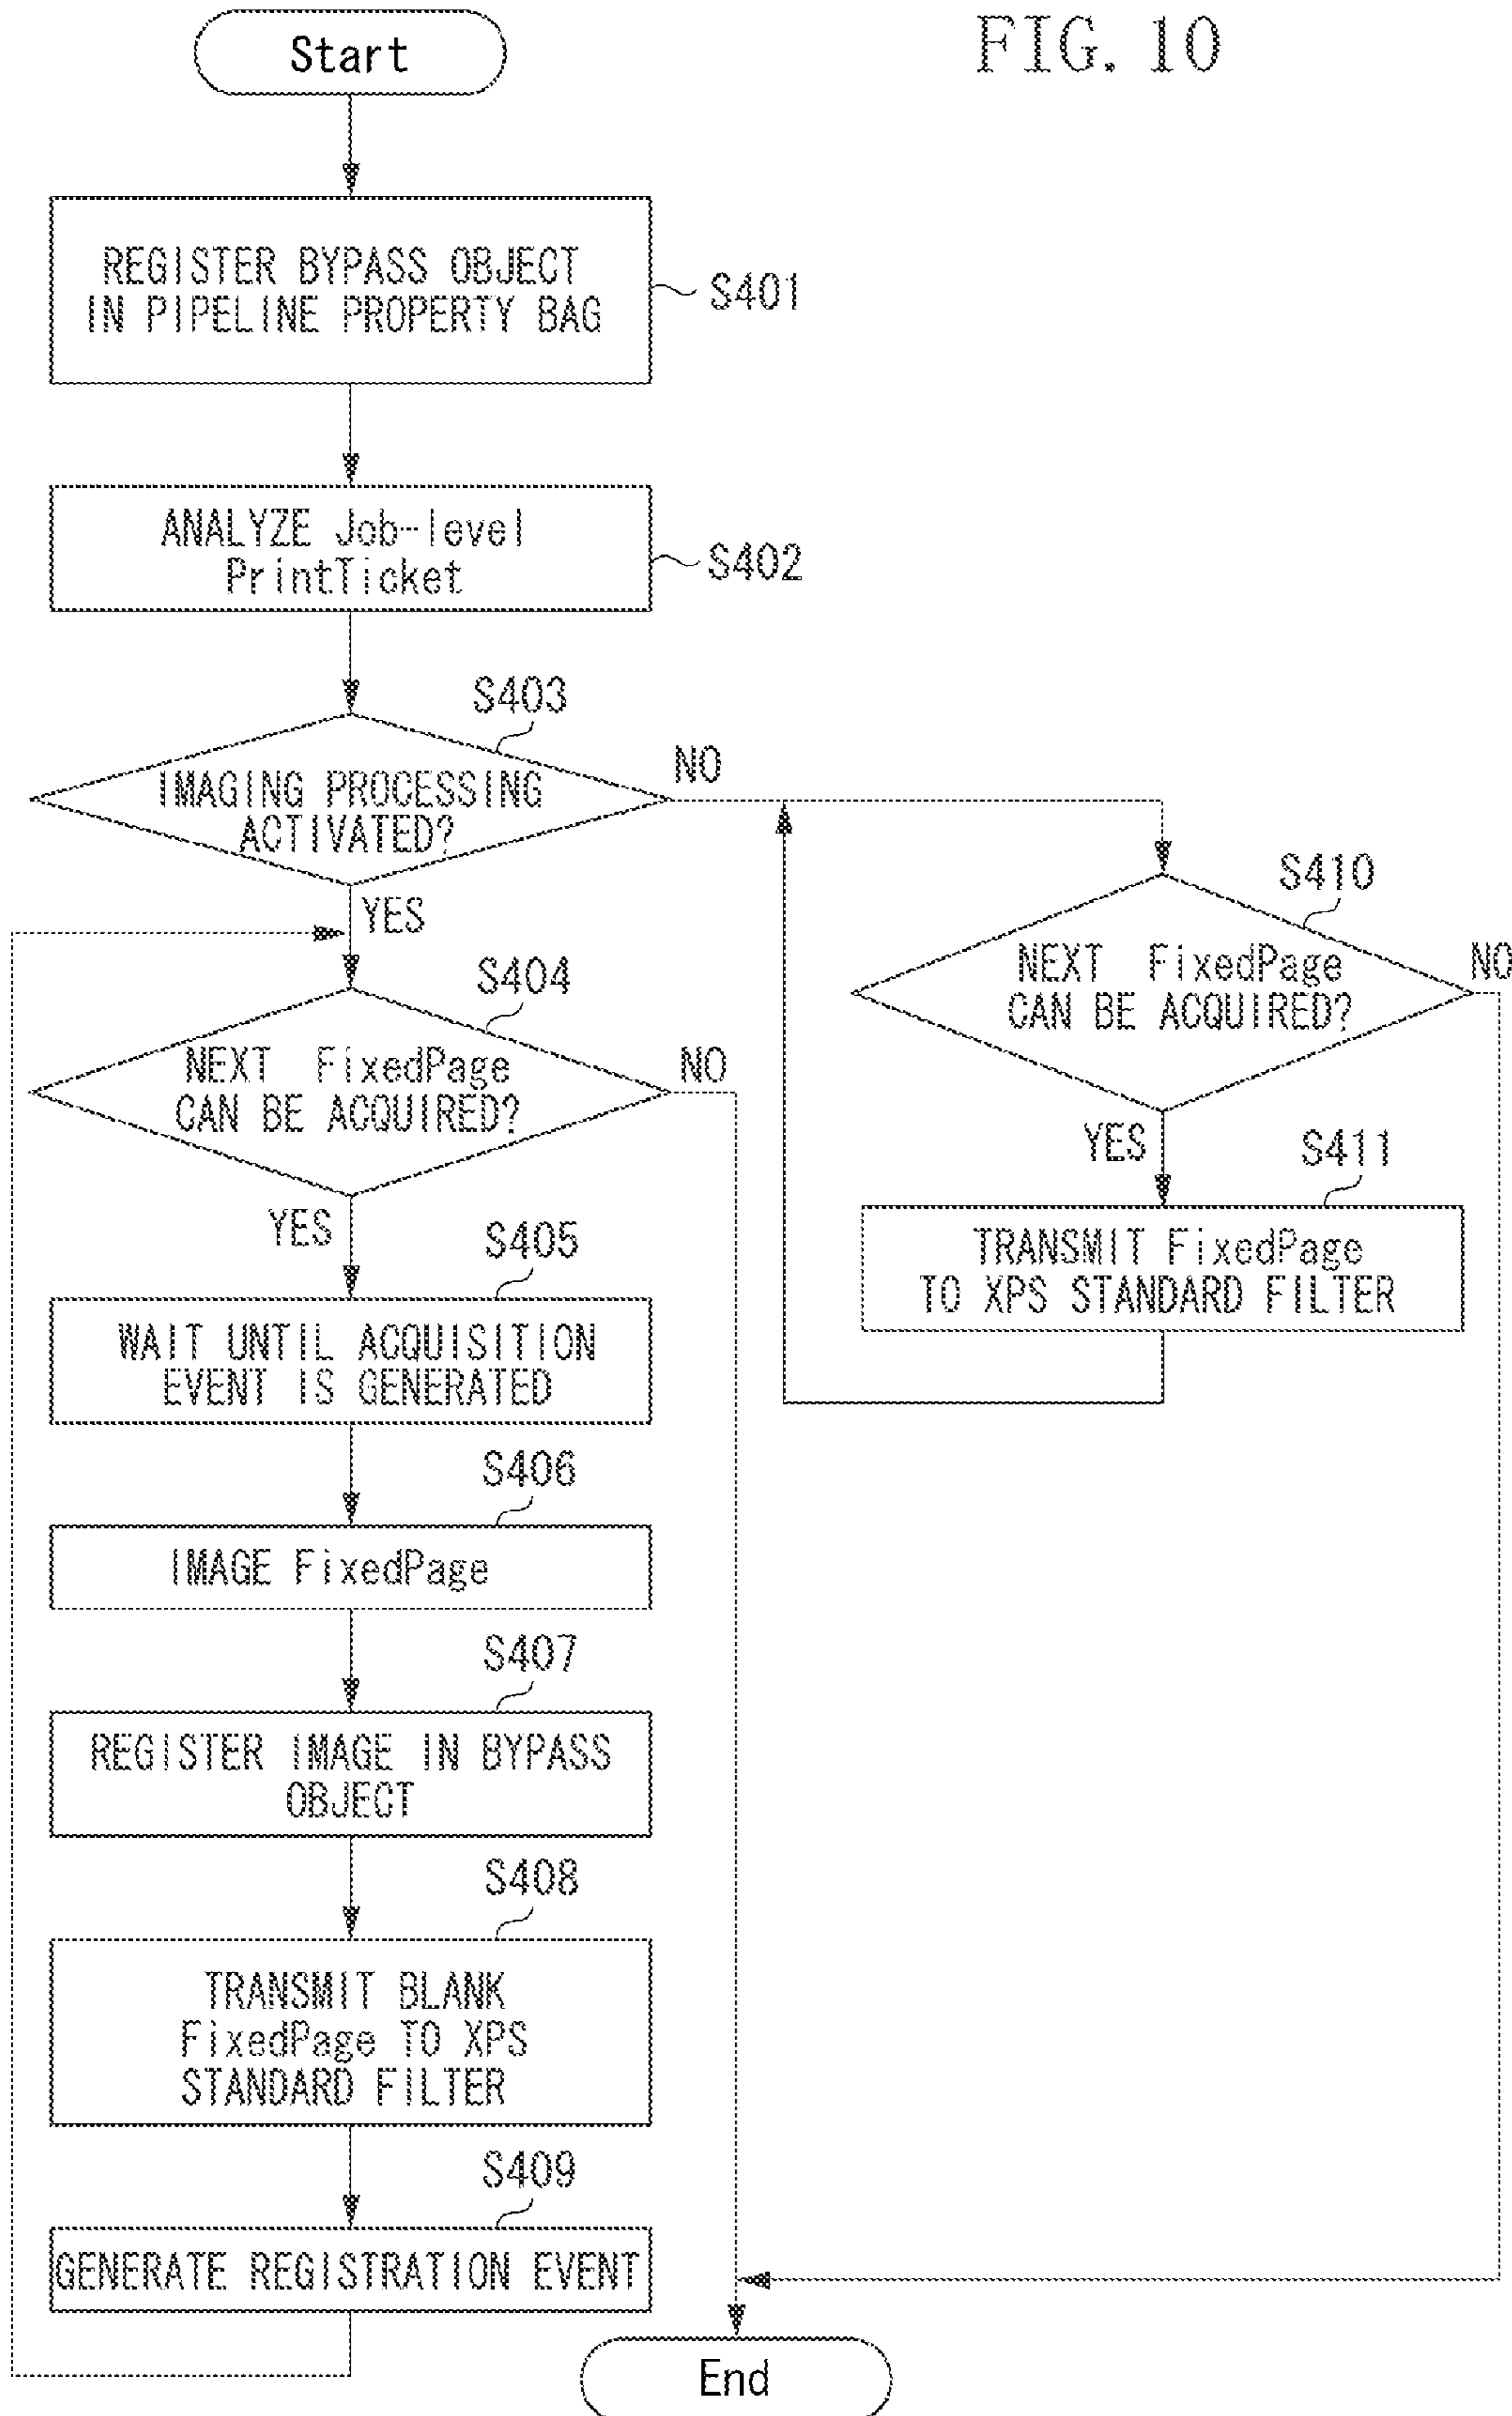 FIG. 10
Start
REGISTER BYPASS OBJECT
IN PIPELINE PROPERTY BAG
S401
ANALYZE Job-level
PrintTicket
S402
S403
IMAGING PROCESSING
ACTIVATED?
NO
YES
S404
NEXT FixedPage
CAN BE ACQUIRED?
NO
YES
S405
WAIT UNTIL ACQUISITION
EVENT IS GENERATED
S406
IMAGE FixedPage
S407
REGISTER IMAGE IN BYPASS
OBJECT
S408
TRANSMIT BLANK
FixedPage TO XPS
STANDARD FILTER
S409
GENERATE REGISTRATION EVENT
S410
NEXT FixedPage
CAN BE ACQUIRED?
NO
YES
S411
TRANSMIT FixedPage
TO XPS STANDARD FILTER
End